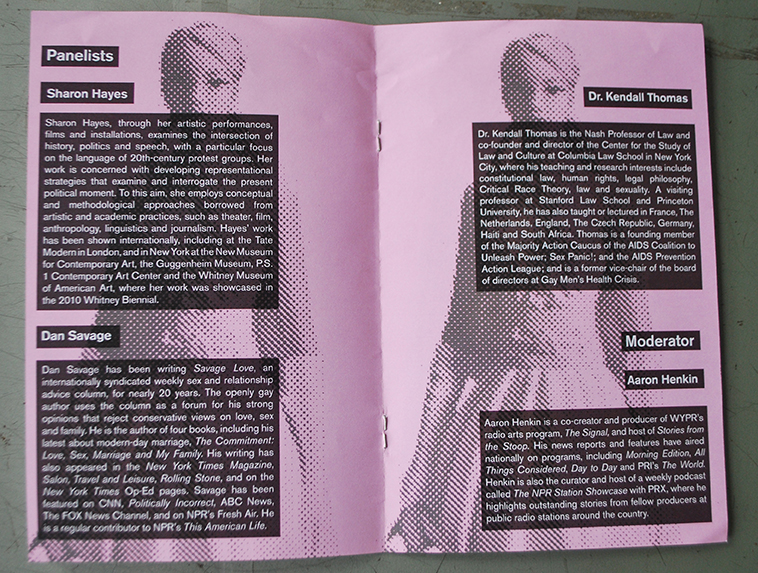 Panelists
Sharon Hayes
Sharon Hayes, through her artistic performances,
films and installations, examines the intersection of
history, politics and speech, with a particular focus
on the language of 20th-century protest groups. Her
work is concerned with developing representational
strategies that examine and interrogate the present
political moment. To this aim, she employs conceptual
and methodological approaches borrowed from
artistic and academic practices, such as theater, film,
anthropology, linguistics and journalism. Hayes' work
has been shown internationally, including at the Tate
Modern in London, and in New York at the New Museum
for Contemporary Art, the Guggenheim Museum, P.S.
1 Contemporary Art Center and the Whitney Museum
of American Art, where her work was showcased in
the 2010 Whitney Biennial.
Dan Savage
Dan Savage has been writing Savage Love, an
internationally syndicated weekly sex and relationship
advice column, for nearly 20 years. The openly gay
author uses the column as a forum for his strong
opinions that reject conservative views on love, sex
and family. He is the author of four books, including his
latest about modern-day marriage, The Commitment:
Love, Sex, Marriage and My Family. His writing has
also appeared in the New York Times Magazine,
Salon, Travel and Leisure, Rolling Stone, and on the
New York Times Op-Ed pages. Savage has been
featured on CNN, Politically Incorrect, ABC News,
The FOX News Channel, and on NPR's Fresh Air. He
is a regular contributor to NPR's This American Life.
Dr. Kendall Thomas
Dr. Kendall Thomas is the Nash Professor of Law and
co-founder and director of the Center for the Study of
Law and Culture at Columbia Law School in New York
City, where his teaching and research interests include
constitutional law, human rights, legal philosophy,
Critical Race Theory, law and sexuality. A visiting
professor at Stanford Law School and Princeton
University, he has also taught or lectured in France, The
Netherlands, England, The Czech Republic, Germany,
Haiti and South Africa. Thomas is a founding member
of the Majority Action Caucus of the AIDS Coalition to
Unleash Power; Sex Panic!; and the AIDS Prevention
Action League; and is a former vice-chair of the board
of directors at Gay Men's Health Crisis.
Moderator
Aaron Henkin
Aaron Henkin is a co-creator and producer of WYPR's
radio arts program, The Signal, and host of Stories from
the Stoop. His news reports and features have aired
nationally on programs, including Morning Edition, All
Things Considered, Day to Day and PRI's The World.
Henkin is also the curator and host of a weekly podcast
called The NPR Station Showcase with PRX, where he
highlights outstanding stories from fellow producers at
public radio stations around the country.